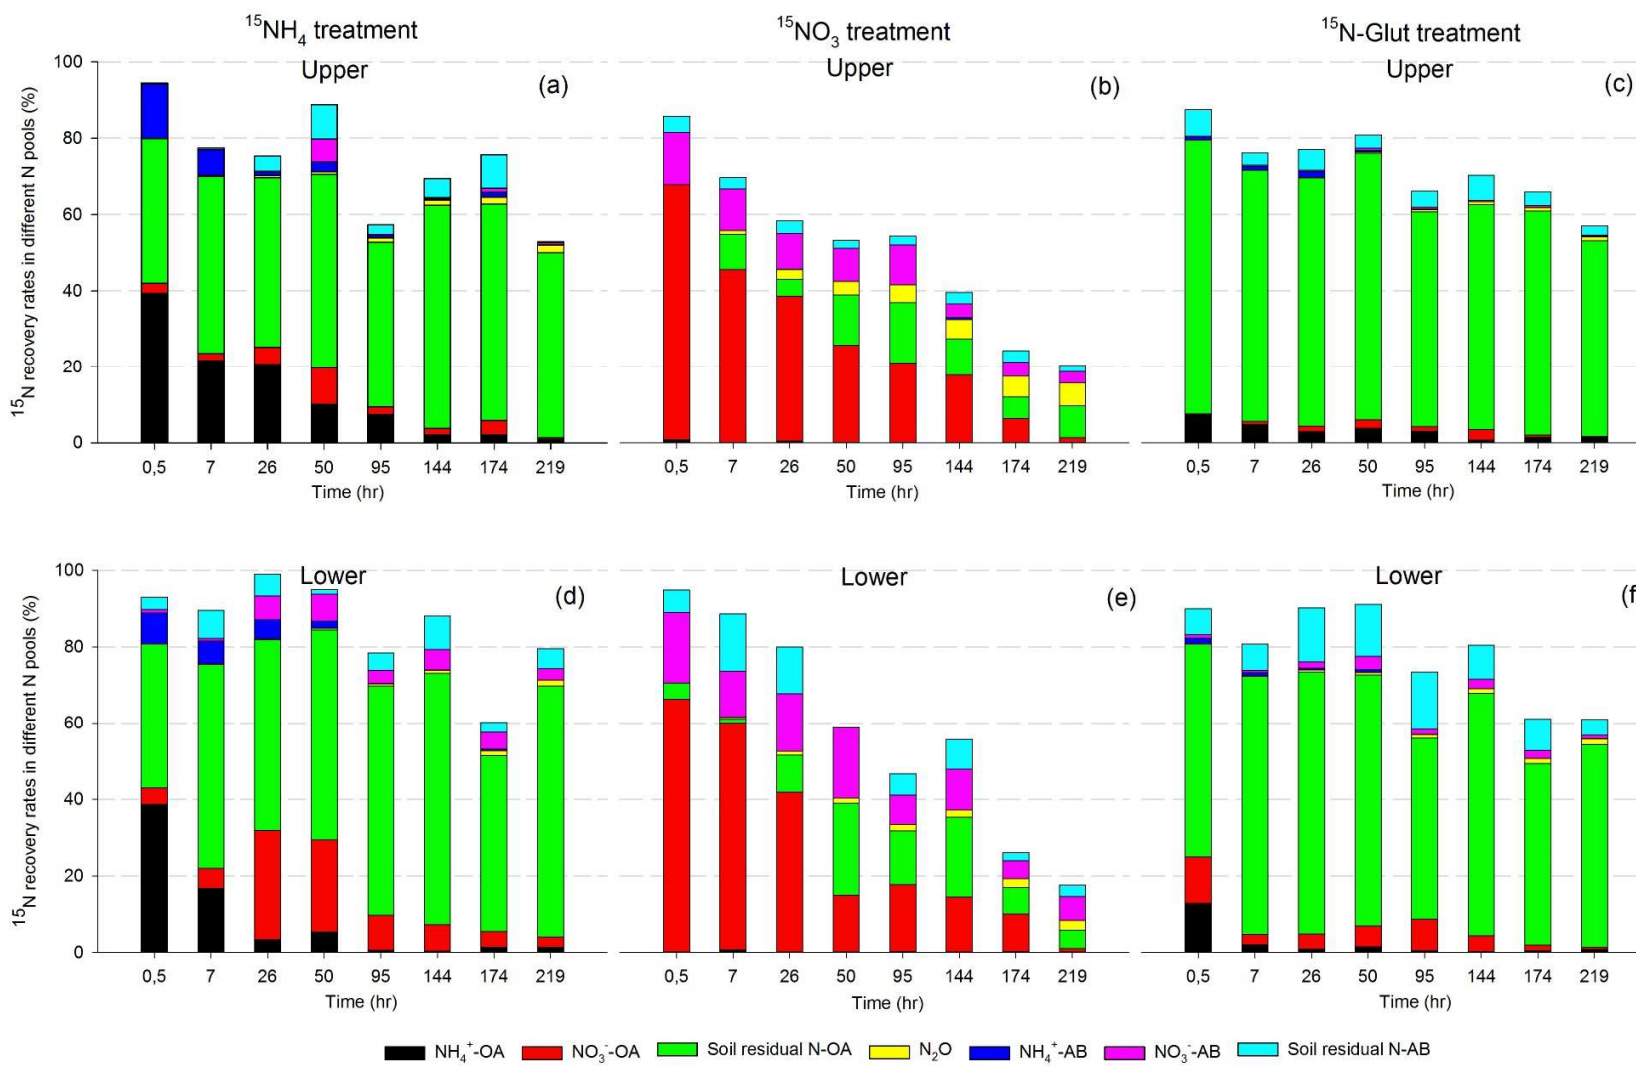 ¹⁵NH₄ treatment
¹⁵NO₃ treatment
¹⁵N-Glut treatment
Upper
Upper
Upper
(a)
(b)
(c)
¹⁵N recovery rates in different N pools (%)
100
80
60
40
20
0
0,5 7 26 50 95 144 174 219
0,5 7 26 50 95 144 174 219
0,5 7 26 50 95 144 174 219
Time (hr)
Time (hr)
Time (hr)
Lower
Lower
Lower
(d)
(e)
(f
¹⁵N recovery rates in different N pools (%)
100
80
60
40
20
0
0,5 7 26 50 95 144 174 219
0,5 7 26 50 95 144 174 219
0,5 7 26 50 95 144 174 219
Time (hr)
Time (hr)
Time (hr)
NH₄⁺-OA NO₃⁻-OA Soil residual N-OA N₂O NH₄⁺-AB NO₃⁻-AB Soil residual N-AB